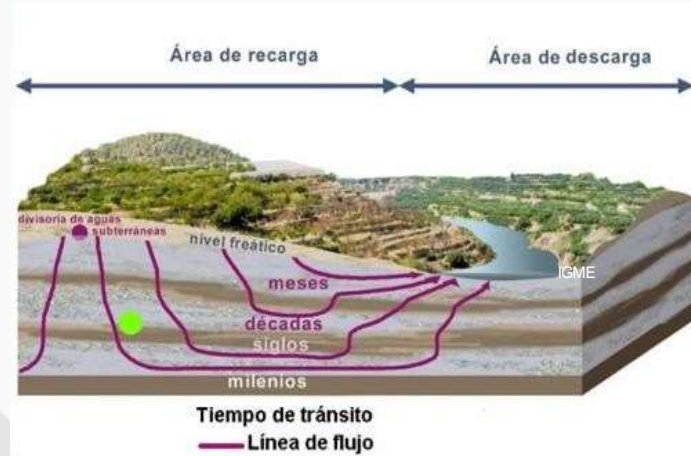 Área de recarga
Área de descarga
divisoria de aguas
subterráneas
nivel freático
IGME
meses
décadas
siglos
milenios
Tiempo de tránsito
Línea de flujo